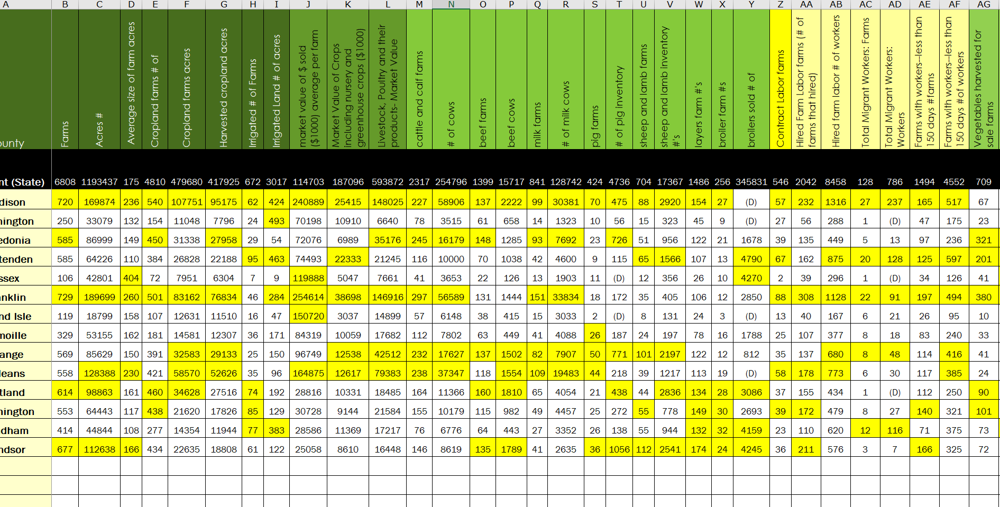 A B C D E F G H I J K L M N O P Q R S T U V W X Y Z AA AB AC AD AE AF AG
ounty
Farms
Acres #
Average size of farm acres
Cropland farms # of
Cropland farms acres
Harvested cropland acres
Irrigated # of Farms
Irrigated Land # of acres
market value of $ sold
($1000) average per farm
Market Value of Crops
including nursery and
greenhouse crops ($1000)
Livestock, Poultry and their
products- Market Value
cattle and calf farms
# of cows
beef farms
beef cows
milk farms
# of milk cows
pig farms
# of pig inventory
sheep and lamb farms
sheep and lamb inventory
#'s
layers farm #'s
broiler farm #s
broilers sold # of
Contract Labor farms
Hired Farm Labor farms (# of
farms that hired)
Hired farm labor # of workers
Total Migrant Workers: Farms
Total Migrant Workers:
Workers
Farms with workers--less than
150 days #farms
Farms with workers--less than
150 days #of workers
Vegetables harvested for
sale farms
nt (State) 6808 1193437 175 4810 479680 417925 672 3017 114703 187096 593872 2317 254796 1399 15717 841 128742 424 4736 704 17367 1486 256 345831 546 2042 8458 128 786 1494 4552 709
dison 720 169874 236 540 107751 95175 62 424 240889 25415 148025 227 58906 137 2222 99 30381 70 475 88 2920 154 27 (D) 57 232 1316 27 237 165 517 67
nington 250 33079 132 154 11048 7796 24 493 70198 10910 6640 78 3515 61 658 14 1323 10 56 15 323 45 9 (D) 27 56 288 1 (D) 47 175 23
edonia 585 86999 149 450 31338 27958 29 54 72076 6989 35176 245 16179 148 1285 93 7692 23 726 51 956 122 21 1678 39 135 449 5 13 97 236 321
tenden 585 64226 110 384 26828 22188 95 463 74493 22333 21245 116 10000 70 1038 42 4600 9 115 65 1566 107 13 4790 67 162 875 20 128 125 597 201
ssex 106 42801 404 72 7951 6304 7 9 119888 5047 7661 41 3653 22 126 13 1903 11 (D) 12 356 26 10 4270 2 39 296 1 (D) 34 126 41
nklin 729 189699 260 501 83162 76834 46 284 254614 38698 146916 297 56589 131 1444 151 33834 18 172 35 405 106 12 2850 88 308 1128 22 91 197 494 380
nd Isle 119 18799 158 107 12631 11510 16 47 150720 3037 14899 57 6148 38 415 15 3033 2 (D) 8 131 24 3 (D) 13 40 167 6 21 26 95 10
moille 329 53155 162 181 14581 12307 36 171 84319 10059 17682 112 7802 63 449 41 4088 26 187 24 197 78 16 1788 25 107 377 8 18 83 240 33
ange 569 85629 150 391 32583 29133 25 150 96749 12538 42512 232 17627 137 1502 82 7907 50 771 101 2197 122 12 812 35 137 680 8 48 114 416 41
leans 558 128388 230 421 58570 52626 35 96 164875 12617 79383 238 37347 118 1554 109 19483 44 218 39 1217 113 19 (D) 58 178 773 6 30 117 385 24
tland 614 98863 161 460 34628 27516 74 192 28816 10331 18485 164 11366 160 1810 65 4054 21 438 44 2836 134 28 3086 37 155 434 1 (D) 112 250 90
hington 553 64443 117 438 21620 17826 85 129 30728 9144 21584 155 10179 115 982 49 4457 25 272 55 778 149 30 2693 39 172 479 8 27 140 321 101
dham 414 44844 108 277 14354 11944 77 383 28586 11369 17217 76 6776 64 443 27 3352 26 138 55 944 132 32 4159 23 110 620 12 116 71 375 73
ndsor 677 112638 166 434 22635 18808 61 122 25058 8610 16448 146 8619 135 1789 41 2635 36 1056 112 2541 174 24 4245 36 211 576 3 7 166 325 72